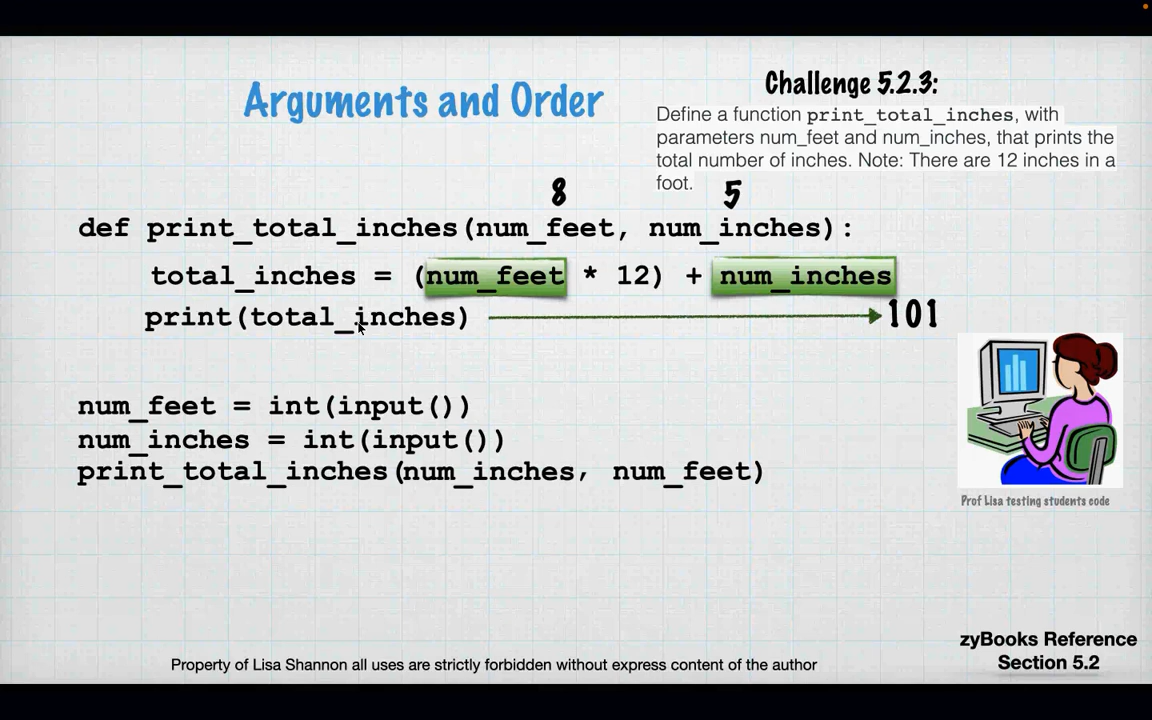 Arguments and Order
Challenge 5.2.3:
Define a function print_total_inches, with
parameters num_feet and num_inches, that prints the
total number of inches. Note: There are 12 inches in a
foot.
8 5
def print_total_inches(num_feet, num_inches):
total_inches = (num_feet * 12) + num_inches
print(total_inches) 101
num_feet = int(input())
num_inches = int(input())
print_total_inches(num_inches, num_feet)
Prof Lisa testing students code
zyBooks Reference
Section 5.2
Property of Lisa Shannon all uses are strictly forbidden without express content of the author